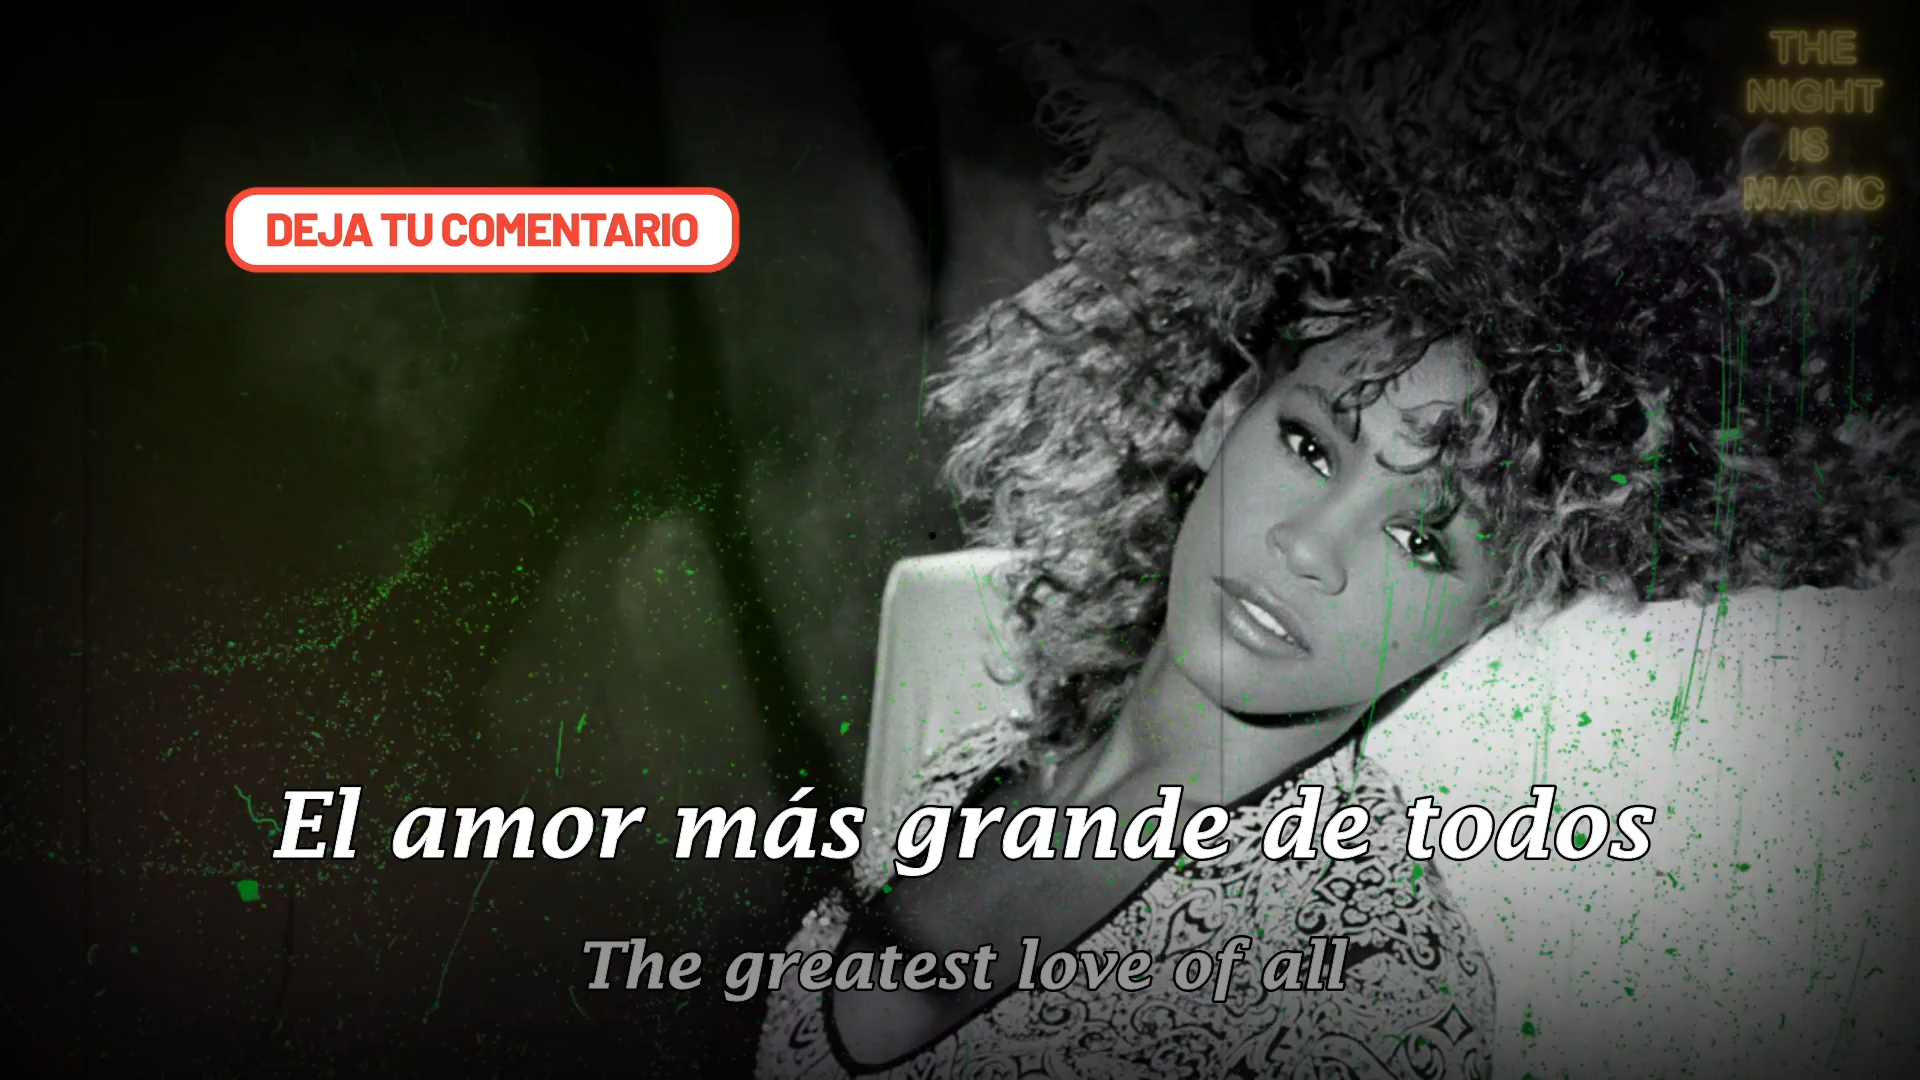 THE
NIGHT
IS
MAGIC
DEJA TU COMENTARIO
El amor más grande de todos
The greatest love of all